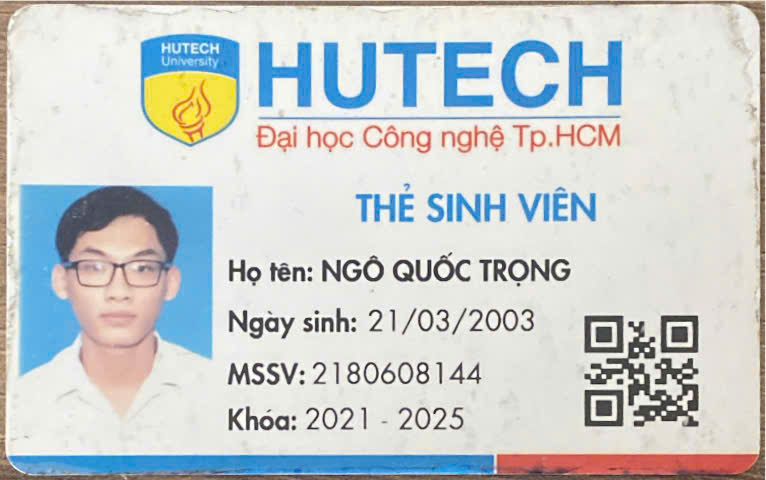 HUTECH
University
HUTECH
Đại học Công nghệ Tp.HCM
THẺ SINH VIÊN
Họ tên: NGÔ QUỐC TRỌNG
Ngày sinh: 21/03/2003
MSSV: 2180608144
Khóa: 2021 - 2025